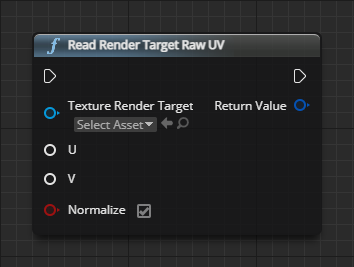 f Read Render Target Raw UV
Texture Render Target Return Value
Select Asset
U
V
Normalize